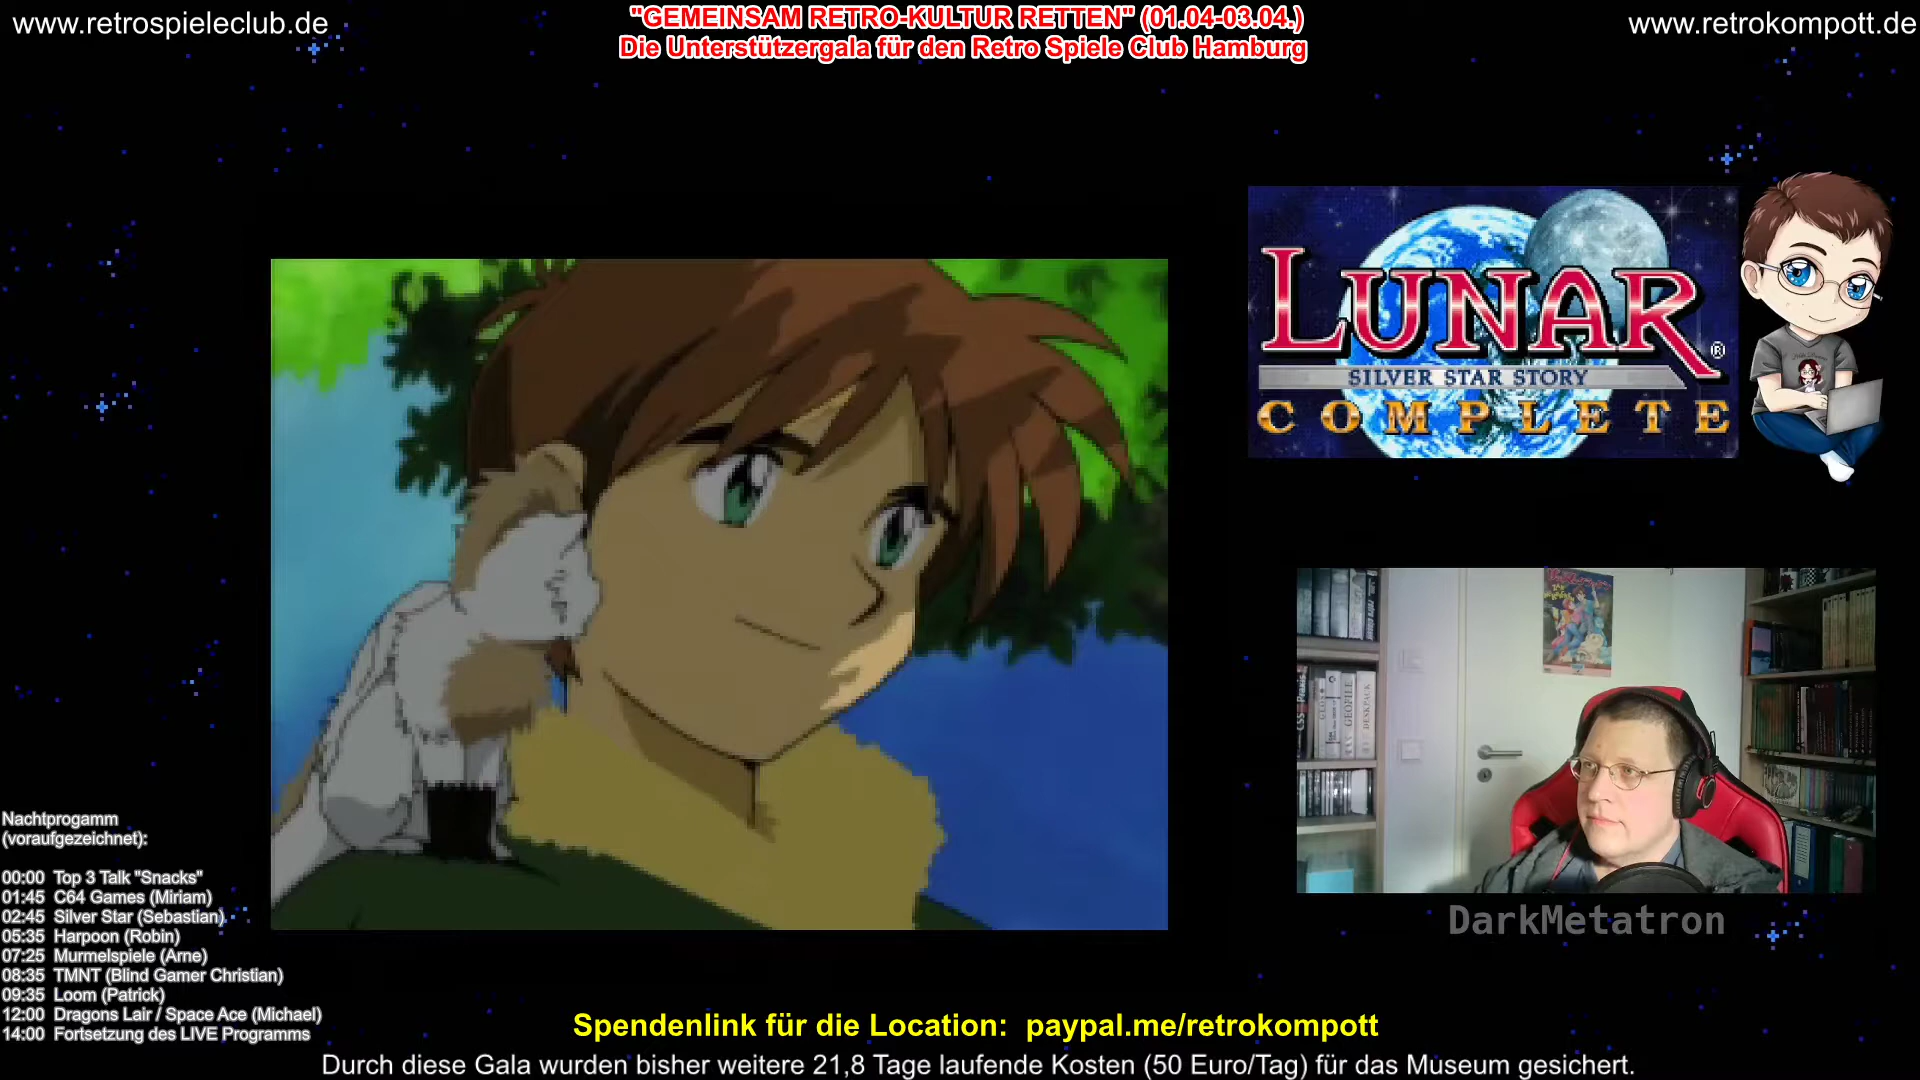 www.retrospieleclub.de
"GEMEINSAM RETRO-KULTUR RETTEN" (01.04-03.04.)
Die Unterstützergala für den Retro Spiele Club Hamburg
www.retrokompott.de
LUNAR
®
SILVER STAR STORY
COMPLETE
DarkMetatron
Nachtprogamm
(voraufgezeichnet):
00:00 Top 3 Talk "Snacks"
01:45 C64 Games (Miriam)
02:45 Silver Star (Sebastian)
05:35 Harpoon (Robin)
07:25 Murmelspiele (Arne)
08:35 TMNT (Blind Gamer Christian)
09:35 Loom (Patrick)
12:00 Dragons Lair / Space Ace (Michael)
14:00 Fortsetzung des LIVE Programms
Spendenlink für die Location: paypal.me/retrokompott
Durch diese Gala wurden bisher weitere 21,8 Tage laufende Kosten (50 Euro/Tag) für das Museum gesichert.